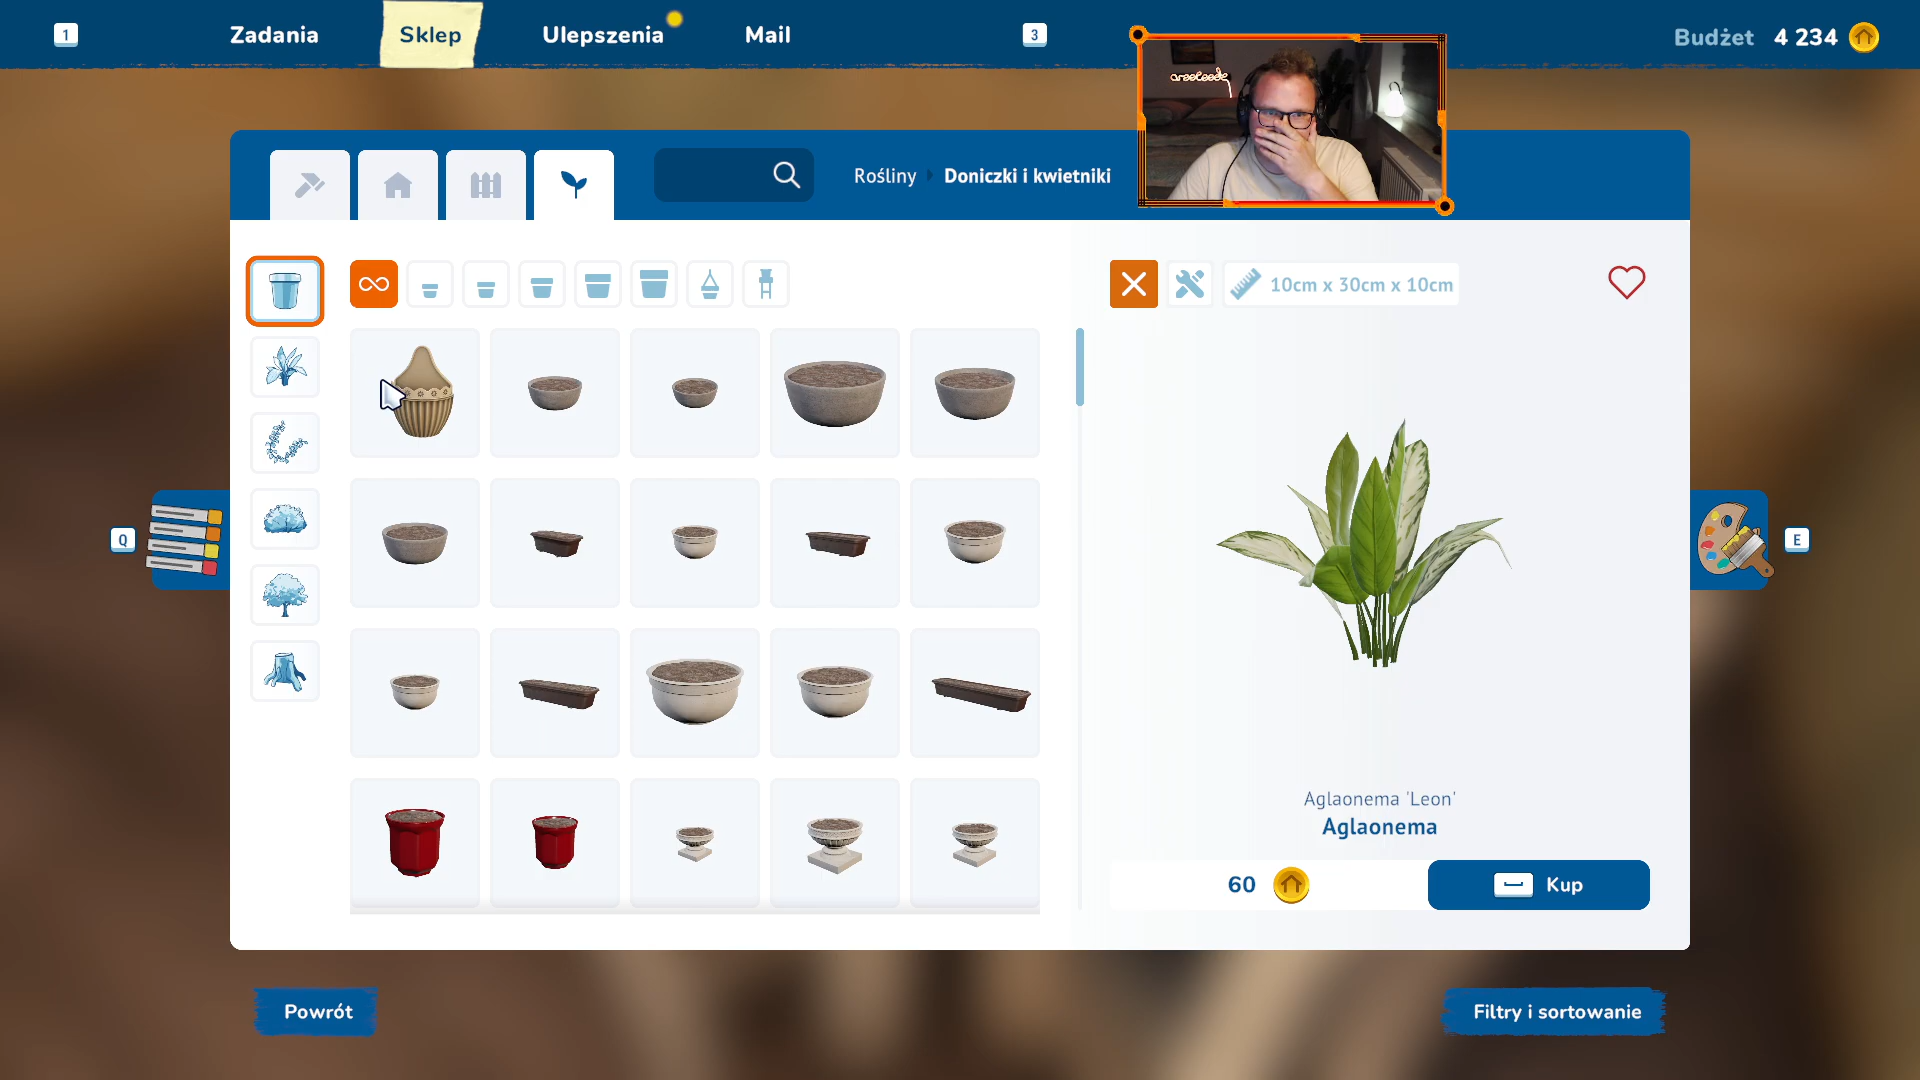 1
Zadania
Sklep
Ulepszenia
Mail
3
Budżet 4 234
Rośliny
Doniczki i kwietniki
10cm x 30cm x 10cm
Q
E
Aglaonema 'Leon'
Aglaonema
60
Kup
Powrót
Filtry i sortowanie